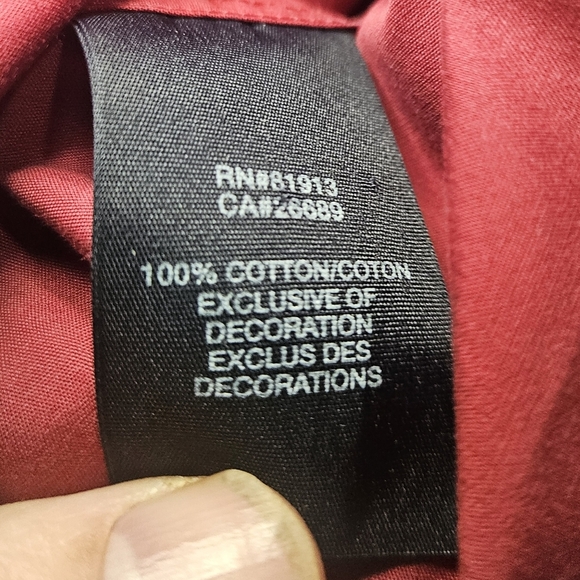 RN#81913
CA#26689
100% COTTON/COTON
EXCLUSIVE OF
DECORATION
EXCLUS DES
DECORATIONS